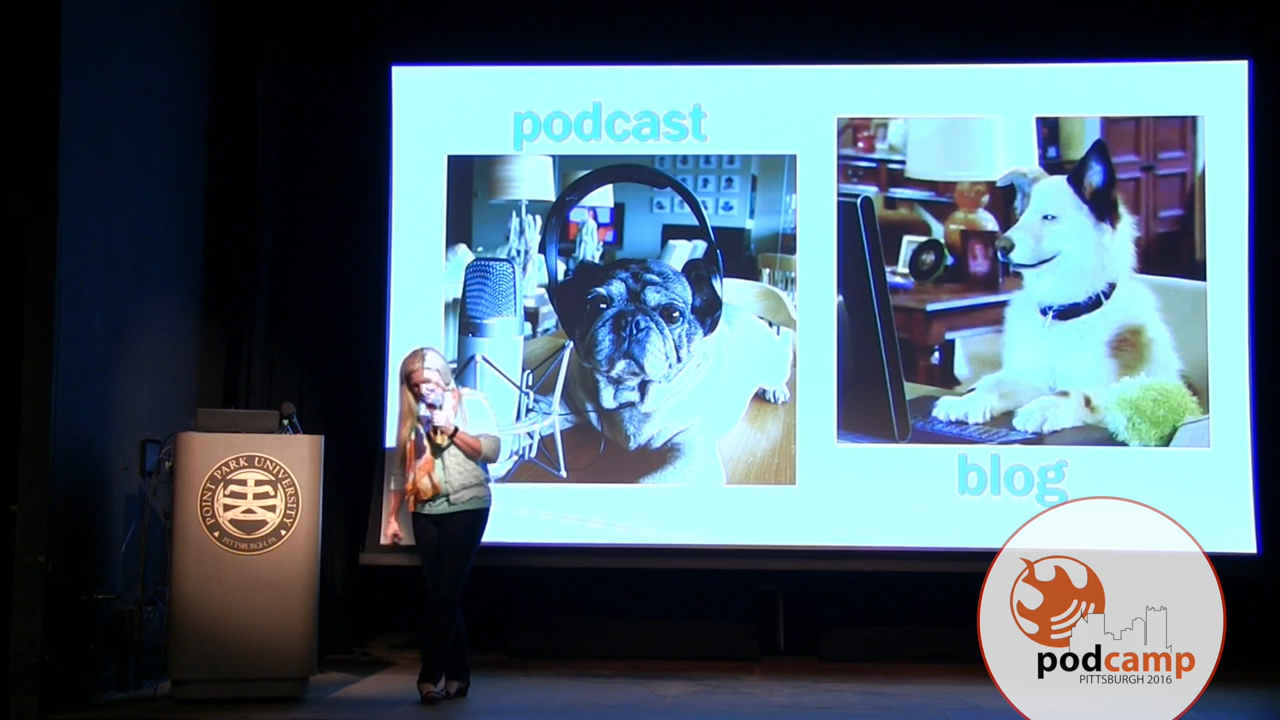 podcast
blog
POINT PARK UNIVERSITY
PITTSBURGH, PA
podcamp
PITTSBURGH 2016